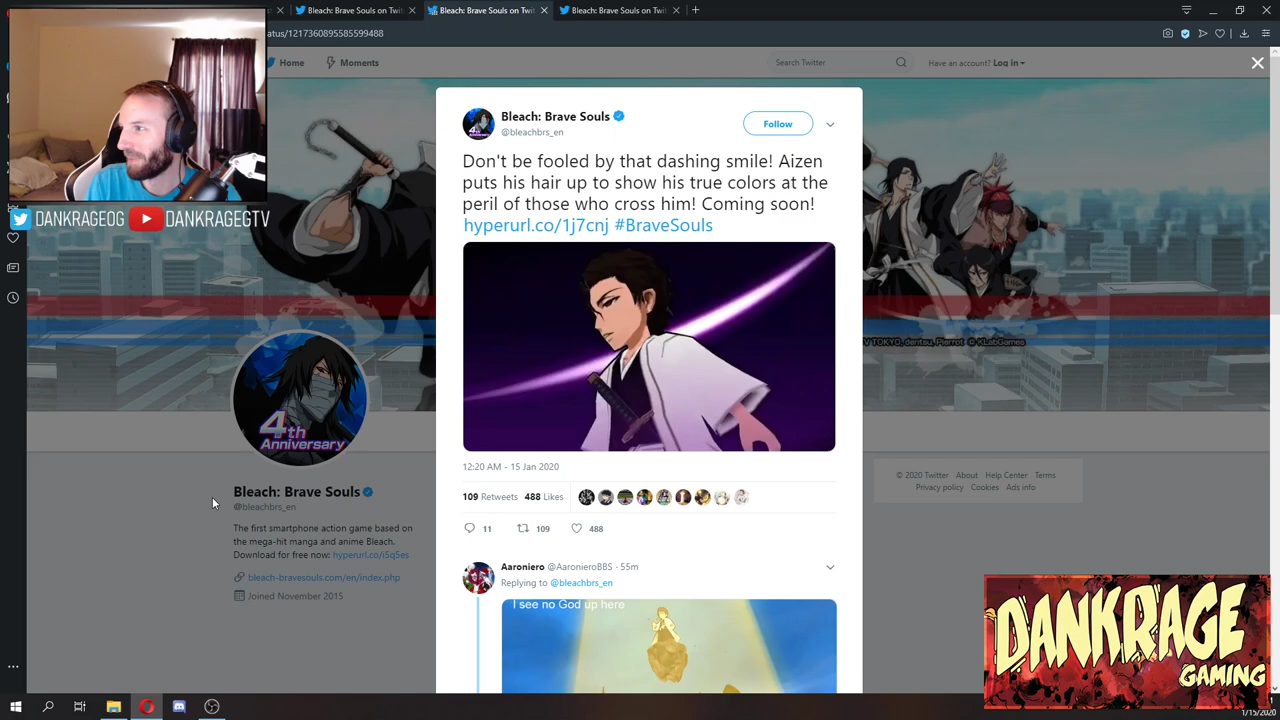 Bleach: Brave Souls on Twi
Bleach: Brave Souls on Twi
Bleach: Brave Souls on Twi
atus/1217360895585599488
Home
Moments
Search Twitter
Have an account? Log in
DANKRAGEOG
DANKRAGEGTV
Bleach: Brave Souls
@bleachbrs_en
Follow
Don't be fooled by that dashing smile! Aizen
puts his hair up to show his true colors at the
peril of those who cross him! Coming soon!
hyperurl.co/1j7cnj #BraveSouls
12:20 AM - 15 Jan 2020
109 Retweets 488 Likes
11 109 488
Aaroniero @AaronieroBBS · 55m
Replying to @bleachbrs_en
I see no God up here
V TOKYO, dentsu, Pierrot © KLabGames
4th
Anniversary
Bleach: Brave Souls
@bleachbrs_en
The first smartphone action game based on
the mega-hit manga and anime Bleach.
Download for free now: hyperurl.co/i5q5es
bleach-bravesouls.com/en/index.php
Joined November 2015
© 2020 Twitter About Help Center Terms
Privacy policy Cookies Ads info
DANKRAGE
GAMING
1/15/2020